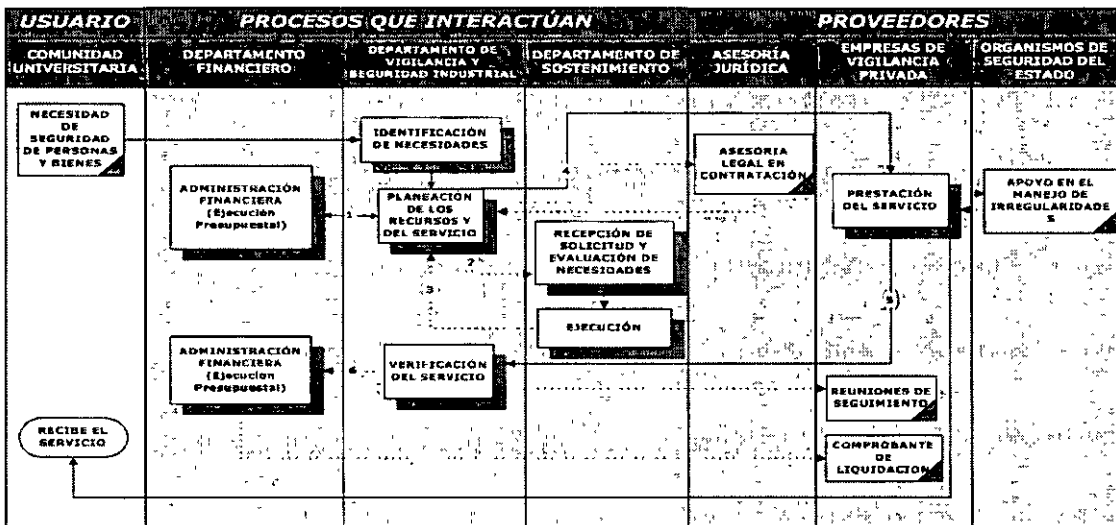 USUARIO
PROCESOS QUE INTERACTÚAN
PROVEEDORES
COMUNIDAD
UNIVERSITARIA
DEPARTAMENTO
FINANCIERO
DEPARTAMENTO DE
VIGILANCIA Y
SEGURIDAD INDUSTRIAL
DEPARTAMENTO DE
SOSTENIMIENTO
ASESORÍA
JURÍDICA
EMPRESAS DE
VIGILANCIA
PRIVADA
ORGANISMOS DE
SEGURIDAD DEL
ESTADO
NECESIDAD
DE
SEGURIDAD
DE PERSONAS
Y BIENES
IDENTIFICACIÓN
DE NECESIDADES
4
ASESORIA
LEGAL EN
CONTRATACIÓN
ADMINISTRACIÓN
FINANCIERA
(Ejecución
Presupuestal)
1
PLANEACIÓN
DE LOS
RECURSOS Y
DEL SERVICIO
PRESTACIÓN
DEL SERVICIO
APOYO EN EL
MANEJO DE
IRREGULARIDADE
S
2
RECEPCIÓN DE
SOLICITUD Y
EVALUACIÓN DE
NECESIDADES
3
5
EJECUCIÓN
ADMINISTRACIÓN
FINANCIERA
(Ejecución
Presupuestal)
6
VERIFICACIÓN
DEL SERVICIO
REUNIONES DE
SEGUIMIENTO
RECIBE EL
SERVICIO
COMPROBANTE
DE
LIQUIDACION